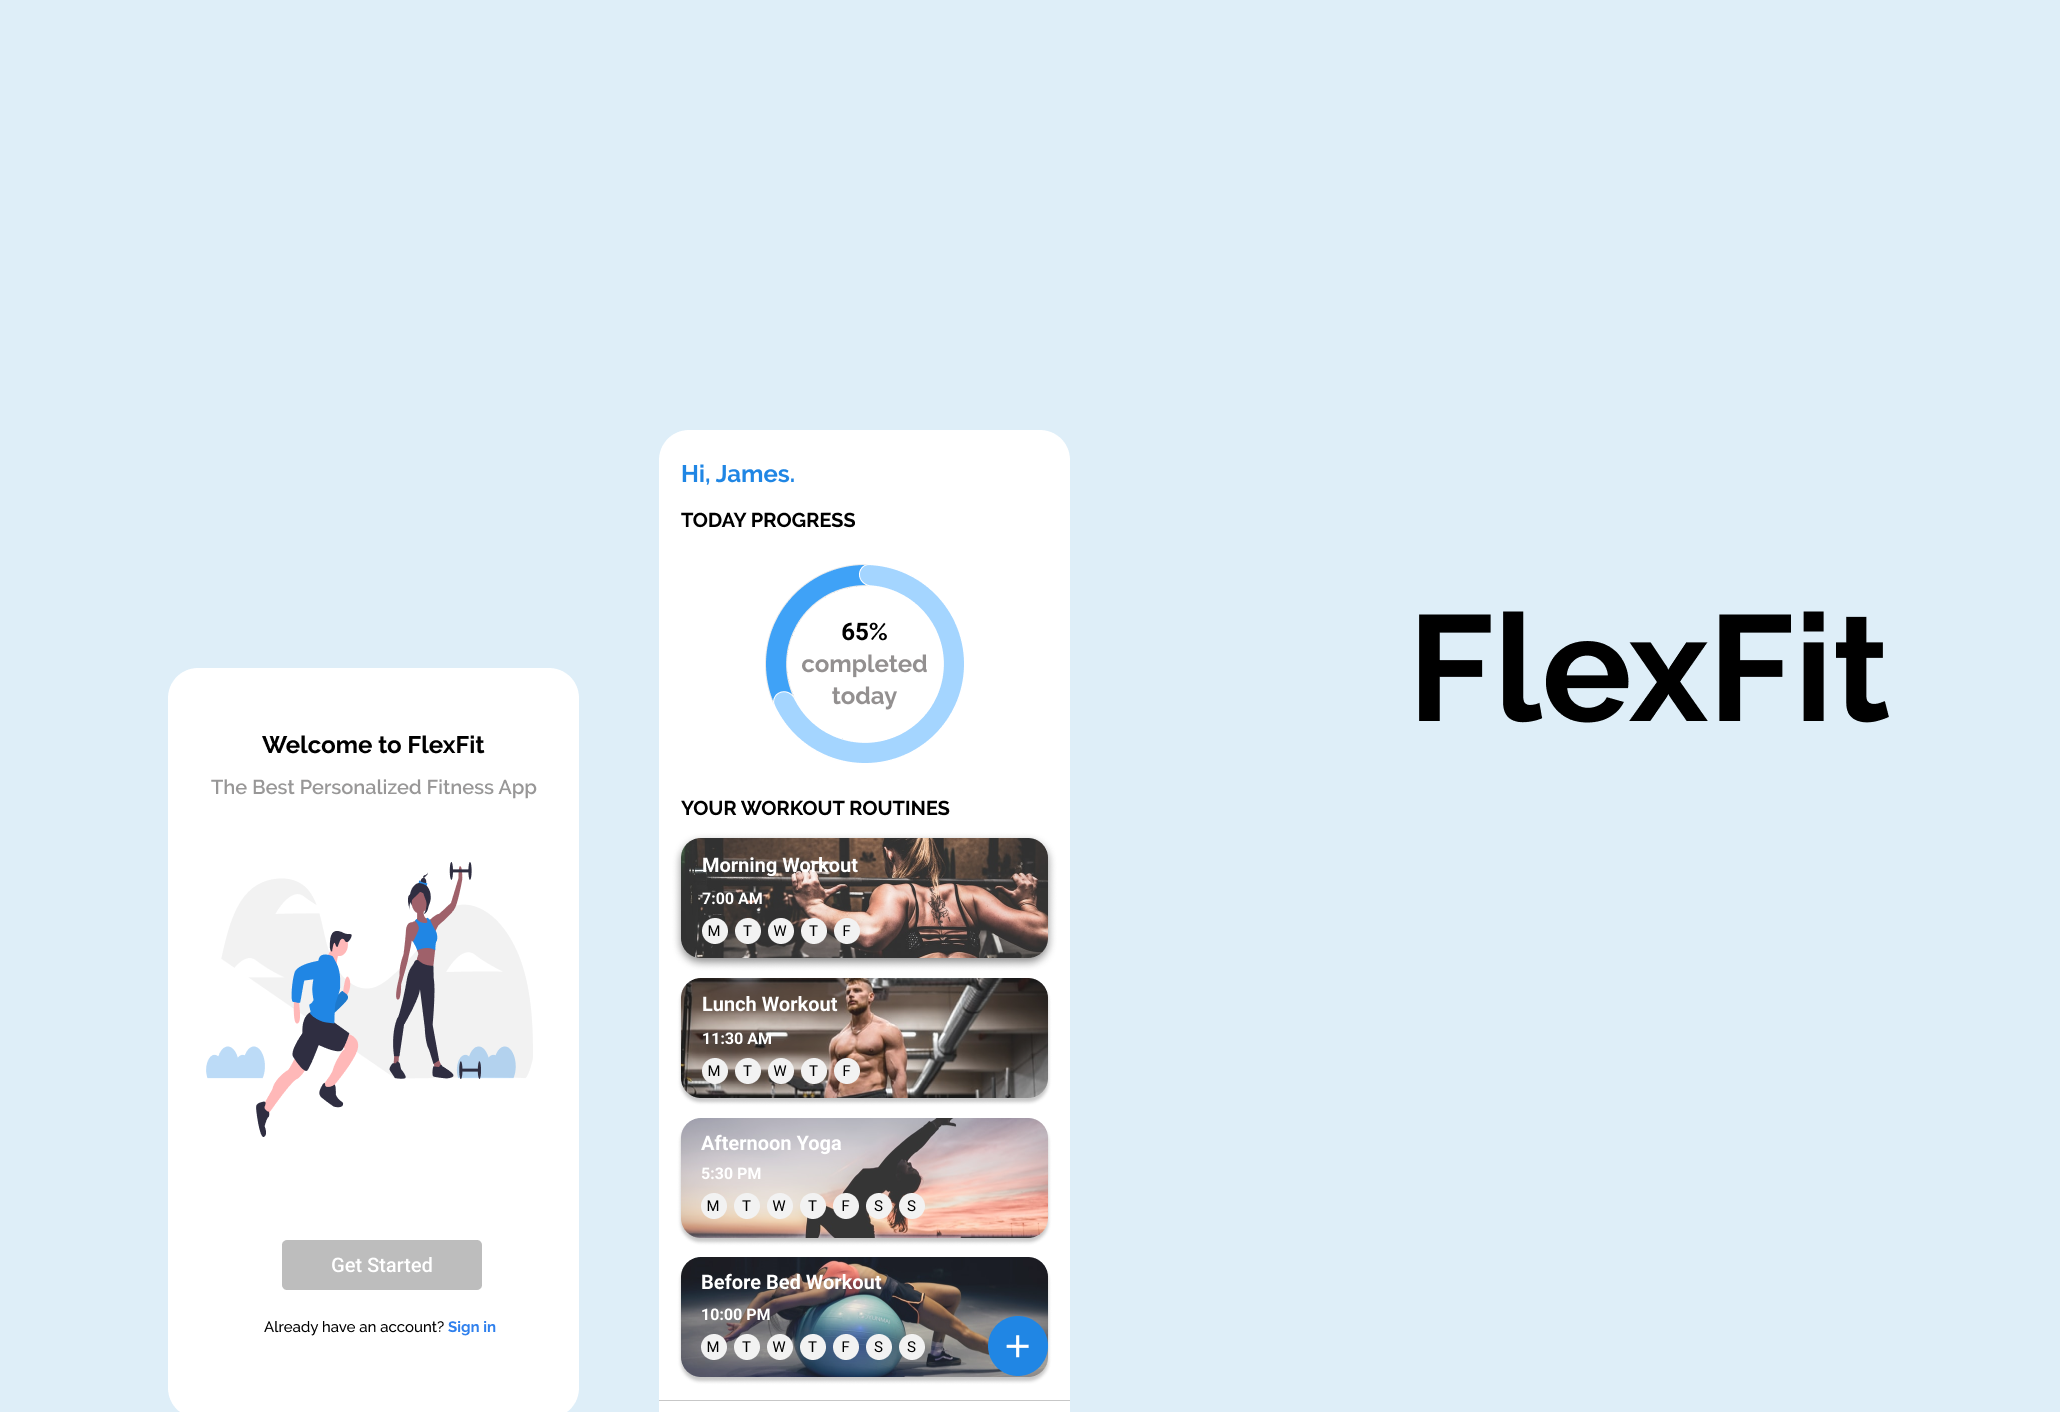 Welcome to FlexFit
The Best Personalized Fitness App
Get Started
Already have an account? Sign in
Hi, James.
TODAY PROGRESS
65%
completed
today
YOUR WORKOUT ROUTINES
Morning Workout
7:00 AM
M T W T F
Lunch Workout
11:30 AM
M T W T F
Afternoon Yoga
5:30 PM
M T W T F S S
Before Bed Workout
10:00 PM
M T W T F S S
+
FlexFit